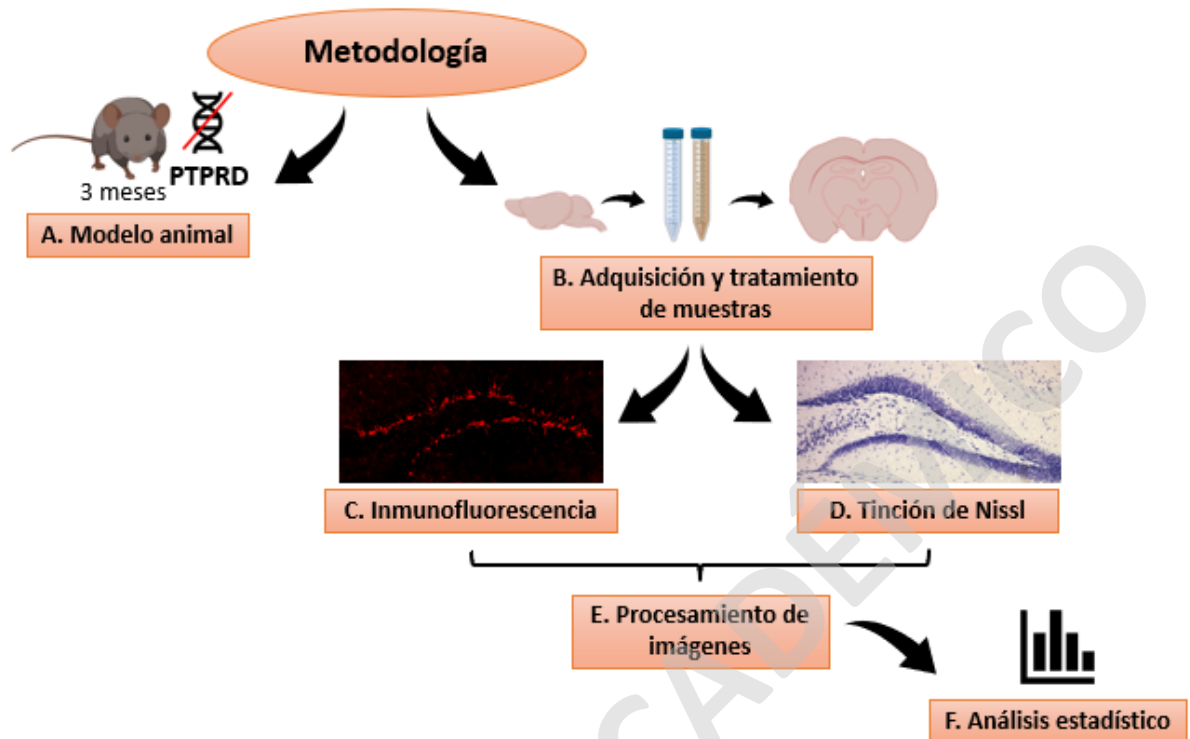 Metodología
PTPRD
3 meses
A. Modelo animal
B. Adquisición y tratamiento
de muestras
C. Inmunofluorescencia
D. Tinción de Nissl
E. Procesamiento de
imágenes
F. Análisis estadístico
CADÉMICO